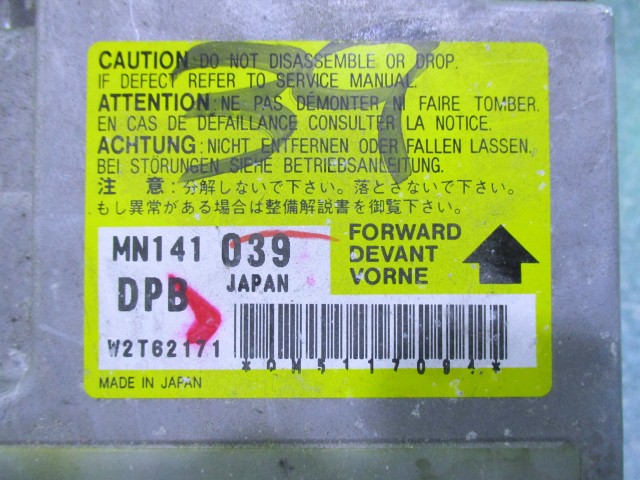 CAUTION: DO NOT DISASSEMBLE OR DROP.
IF DEFECT REFER TO SERVICE MANUAL.
ATTENTION: NE PAS DÉMONTER NI FAIRE TOMBER.
EN CAS DE DÉFAILLANCE CONSULTER LA NOTICE.
ACHTUNG: NICHT ENTFERNEN ODER FALLEN LASSEN.
BEI STÖRUNGEN SIEHE BETRIEBSANLEITUNG.
注 意:分解しないで下さい。落とさないで下さい。
もし異常がある場合は整備解説書を御覧下さい。
MN141 039
DPB JAPAN
W2T62171
FORWARD
DEVANT
VORNE
MADE IN JAPAN